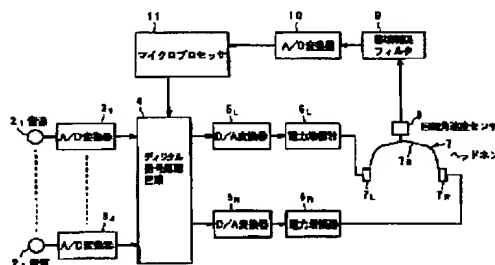 11
マイクロプロセッサ
10
A/D変換器
9
フィルタ
8
回転角速度センサ
7
ヘッドホン
7B
7L
7R
2₁ 音源
3₁
A/D変換器
4
ディジタル
信号処理
回路
5L
D/A変換器
6L
電力増幅器
5R
D/A変換器
6R
電力増幅器
A/D変換器
音源